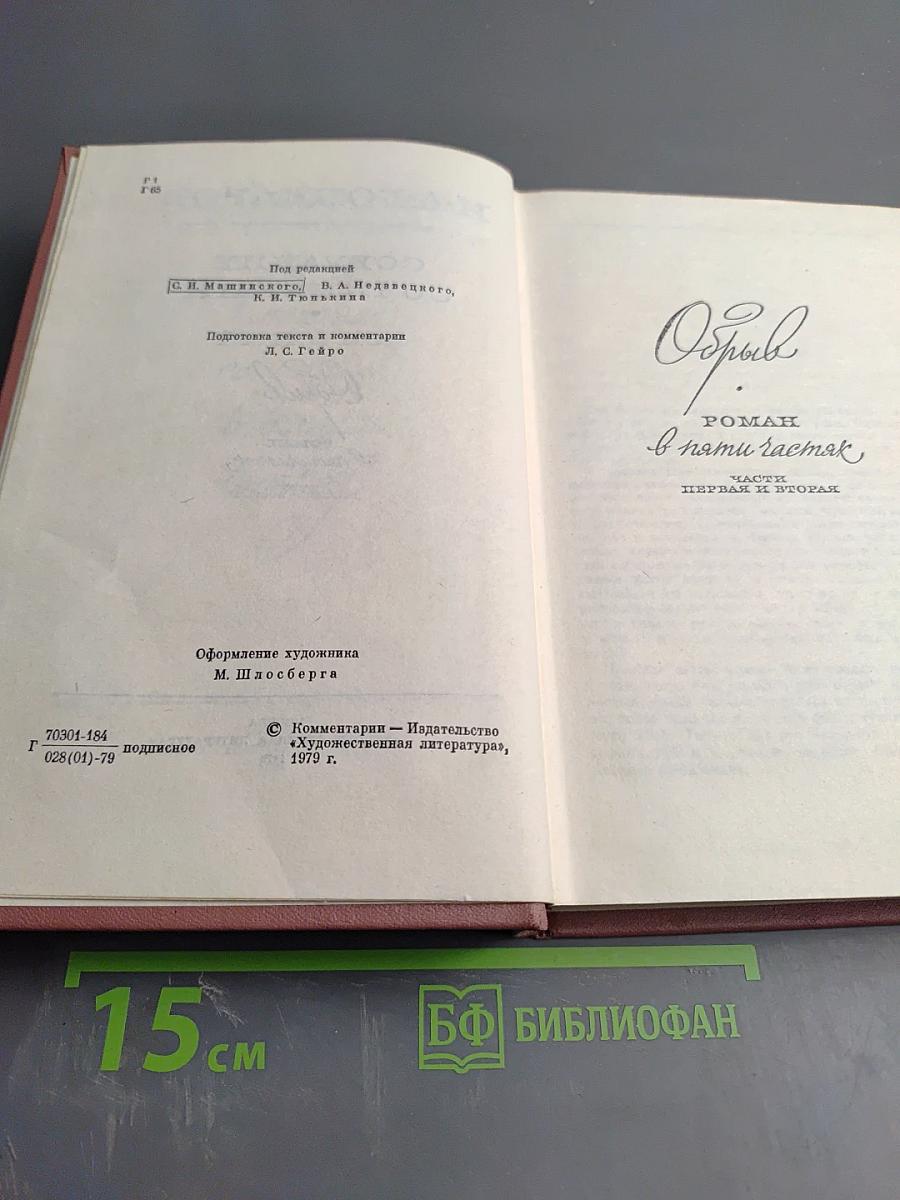 Р 1
Г 65
Под редакцией
С. И. Машинского, В. А. Недзвецкого,
К. И. Тюнькина
Подготовка текста и комментарии
Л. С. Гейро
Оформление художника
М. Шлосберга
Г 70301-184
028(01)-79 подписное
© Комментарии — Издательство
«Художественная литература»,
1979 г.
Обрыв
РОМАН
в пяти частях
ЧАСТИ
ПЕРВАЯ И ВТОРАЯ
15 см
БФ БИБЛИОФАН